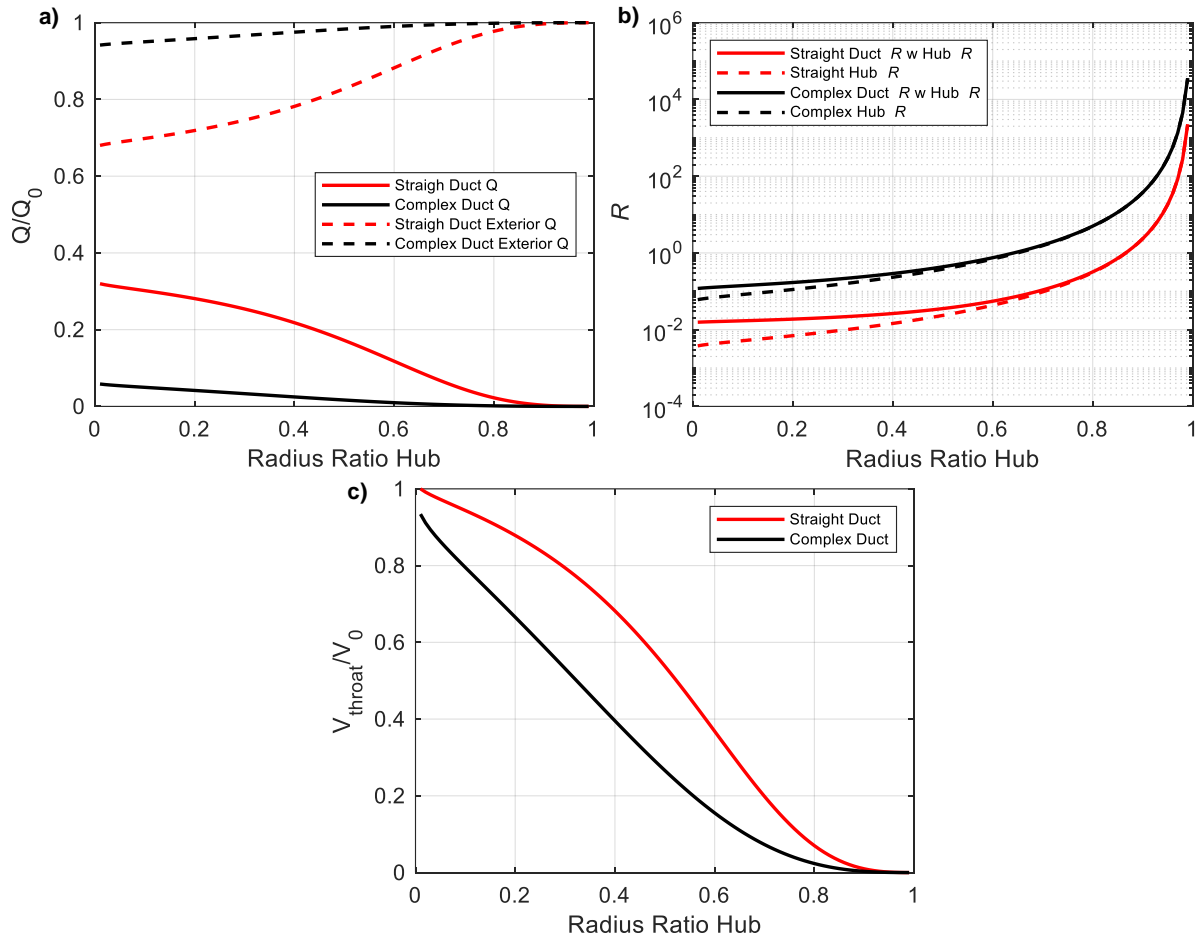 a)
1
0.8
0.6
0.4
0.2
0
Q/Q0
Straigh Duct Q
Complex Duct Q
Straigh Duct Exterior Q
Complex Duct Exterior Q
0 0.2 0.4 0.6 0.8 1
Radius Ratio Hub
b)
10^6
10^4
10^2
10^0
10^-2
10^-4
R
Straight Duct R w Hub R
Straight Hub R
Complex Duct R w Hub R
Complex Hub R
0 0.2 0.4 0.6 0.8 1
Radius Ratio Hub
c)
1
0.8
0.6
0.4
0.2
0
Vthroat/V0
Straight Duct
Complex Duct
0 0.2 0.4 0.6 0.8 1
Radius Ratio Hub